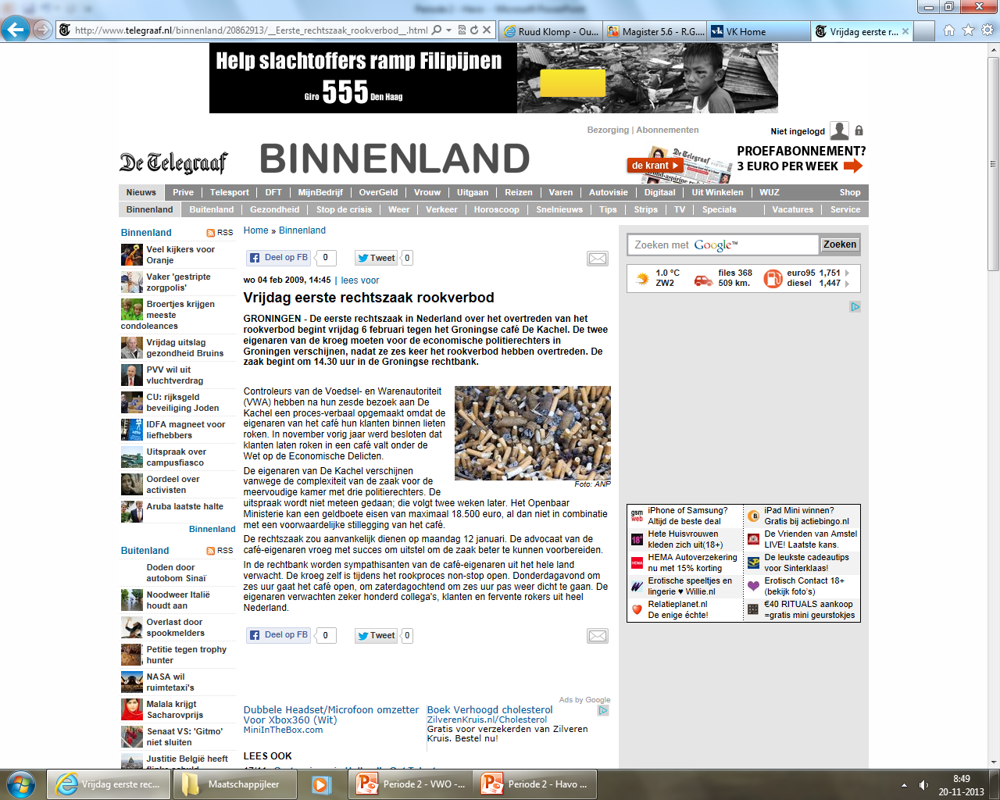 http://www.telegraaf.nl/binnenland/20862913/__Eerste_rechtszaak_rookverbod__.html
Ruud Klomp - Ou...
Magister 5.6 - R.G....
VK Home
Vrijdag eerste r...
Help slachtoffers ramp Filipijnen
Giro 555 Den Haag
Bezorging | Abonnementen
Niet ingelogd
De Telegraaf
BINNENLAND
de krant
PROEFABONNEMENT?
3 EURO PER WEEK
Nieuws Prive Telesport DFT MijnBedrijf OverGeld Vrouw Uitgaan Reizen Varen Autovisie Digitaal Uit Winkelen WUZ Shop
Binnenland Buitenland Gezondheid Stop de crisis Weer Verkeer Horoscoop Snelnieuws Tips Strips TV Specials Vacatures Service
Binnenland RSS
Veel kijkers voor
Oranje
Vaker 'gestripte
zorgpolis'
Broertjes krijgen
meeste
condoleances
Vrijdag uitslag
gezondheid Bruins
PVV wil uit
vluchtverdrag
CU: rijksgeld
beveiliging Joden
IDFA magneet voor
liefhebbers
Uitspraak over
campusfiasco
Oordeel over
activisten
Aruba laatste halte
Binnenland
Buitenland RSS
Doden door
autobom Sinaï
Noodweer Italië
houdt aan
Overlast door
spookmelders
Petitie tegen trophy
hunter
NASA wil
ruimtetaxi's
Malala krijgt
Sacharovprijs
Senaat VS: 'Gitmo'
niet sluiten
Justitie België heeft
Home » Binnenland
Deel op FB 0 Tweet 0
wo 04 feb 2009, 14:45 | lees voor
Vrijdag eerste rechtszaak rookverbod
GRONINGEN - De eerste rechtszaak in Nederland over het overtreden van het
rookverbod begint vrijdag 6 februari tegen het Groningse café De Kachel. De twee
eigenaren van de kroeg moeten voor de economische politierechters in
Groningen verschijnen, nadat ze zes keer het rookverbod hebben overtreden. De
zaak begint om 14.30 uur in de Groningse rechtbank.
Controleurs van de Voedsel- en Warenautoriteit
(VWA) hebben na hun zesde bezoek aan De
Kachel een proces-verbaal opgemaakt omdat de
eigenaren van het café hun klanten binnen lieten
roken. In november vorig jaar werd besloten dat
klanten laten roken in een café valt onder de
Wet op de Economische Delicten.
Foto: ANP
De eigenaren van De Kachel verschijnen
vanwege de complexiteit van de zaak voor de
meervoudige kamer met drie politierechters. De
uitspraak wordt niet meteen gedaan; die volgt twee weken later. Het Openbaar
Ministerie kan een geldboete eisen van maximaal 18.500 euro, al dan niet in combinatie
met een voorwaardelijke stillegging van het café.
De rechtszaak zou aanvankelijk dienen op maandag 12 januari. De advocaat van de
café-eigenaren vroeg met succes om uitstel om de zaak beter te kunnen voorbereiden.
In de rechtbank worden sympathisanten van de café-eigenaren uit het hele land
verwacht. De kroeg zelf is tijdens het rookproces non-stop open. Donderdagavond om
zes uur gaat het café open, om zaterdagochtend om zes uur pas weer dicht te gaan. De
eigenaren verwachten zeker honderd collega's, klanten en fervente rokers uit heel
Nederland.
Deel op FB 0 Tweet 0
Ads by Google
Dubbele Headset/Microfoon omzetter
Voor Xbox360 (Wit)
MiniInTheBox.com
Boek Verhoogd cholesterol
ZilverenKruis.nl/Cholesterol
Gratis voor verzekerden van Zilveren
Kruis. Bestel nu!
LEES OOK
Zoeken met Google™ Zoeken
1.0 °C
ZW2
files 368
509 km.
euro95 1,751
diesel 1,447
gsm
web
iPhone of Samsung?
Altijd de beste deal
iPad Mini winnen?
Gratis bij actiebingo.nl
18+
Hete Huisvrouwen
kleden zich uit(18+)
De Vrienden van Amstel
LIVE! Laatste kans.
HEMA
HEMA Autoverzekering
nu met 15% korting
De leukste cadeautips
voor Sinterklaas!
Erotische speeltjes en
lingerie ♥ Willie.nl
Erotisch Contact 18+
(bekijk foto's)
Relatieplanet.nl
De enige échte!
€40 RITUALS aankoop
=gratis mini geurstokjes
Vrijdag eerste rec...
Maatschappijleer
Periode 2 - VWO -...
Periode 2 - Havo ...
8:49
20-11-2013